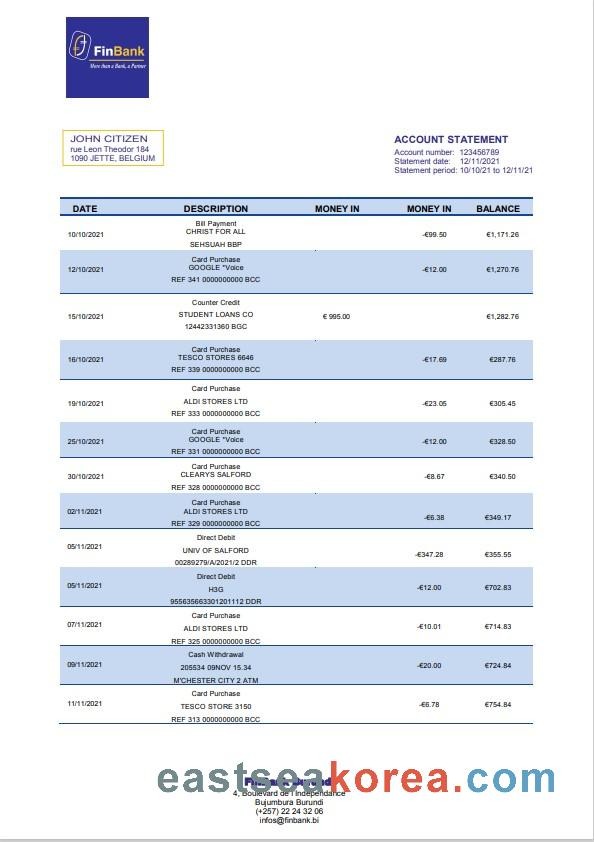 FinBank
More than a Bank, a Partner
JOHN CITIZEN
rue Leon Theodor 184
1090 JETTE, BELGIUM
ACCOUNT STATEMENT
Account number: 123456789
Statement date: 12/11/2021
Statement period: 10/10/21 to 12/11/21
DATE DESCRIPTION MONEY IN MONEY IN BALANCE
Bill Payment
CHRIST FOR ALL
10/10/2021 -€99.50 €1,171.26
SEHSUAH BBP
Card Purchase
GOOGLE *Voice
12/10/2021 -€12.00 €1,270.76
REF 341 0000000000 BCC
Counter Credit
15/10/2021 STUDENT LOANS CO € 995.00 €1,282.76
12442331360 BGC
Card Purchase
TESCO STORES 6646
16/10/2021 -€17.69 €287.76
REF 339 0000000000 BCC
Card Purchase
19/10/2021 ALDI STORES LTD -€23.05 €305.45
REF 333 0000000000 BCC
Card Purchase
25/10/2021 GOOGLE *Voice -€12.00 €328.50
REF 331 0000000000 BCC
Card Purchase
30/10/2021 CLEARYS SALFORD -€8.67 €340.50
REF 328 0000000000 BCC
Card Purchase
02/11/2021 ALDI STORES LTD -€6.38 €349.17
REF 329 0000000000 BCC
Direct Debit
05/11/2021 UNIV OF SALFORD -€347.28 €355.55
00289279/A/2021/2 DDR
Direct Debit
05/11/2021 H3G -€12.00 €702.83
955635663301201112 DDR
Card Purchase
07/11/2021 ALDI STORES LTD -€10.01 €714.83
REF 325 0000000000 BCC
Cash Withdrawal
09/11/2021 205534 09NOV 15.34 -€20.00 €724.84
M'CHESTER CITY 2 ATM
Card Purchase
11/11/2021 TESCO STORE 3150 -€6.78 €754.84
REF 313 0000000000 BCC
eastseakorea.com
4, Boulevard de l'Indépendance
Bujumbura Burundi
(+257) 22 24 32 06
infos@finbank.bi